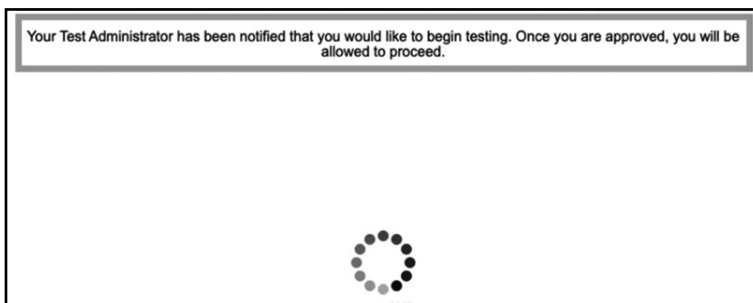 Your Test Administrator has been notified that you would like to begin testing. Once you are approved, you will be
allowed to proceed.